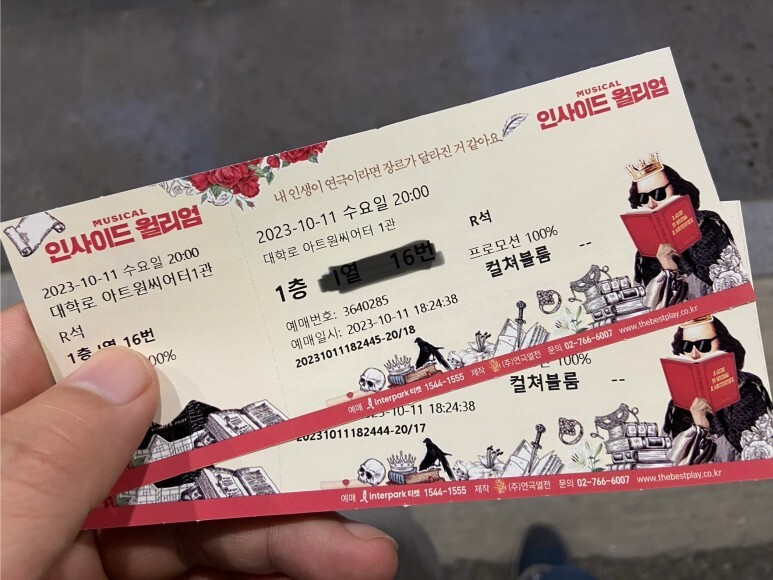 MUSICAL
인사이드 윌리엄
2023-10-11 수요일 20:00
대학로 아트원씨어터1관
R석
1층 1열 16번
00%
내 인생이 연극이라면 장르가 달라진 거 같아요
MUSICAL
인사이드 윌리엄
2023-10-11 수요일 20:00
대학로 아트원씨어터 1관
R석
1층 1열 16번
프로모션 100%
컬쳐블룸 --
예매번호: 3640285
예매일시: 2023-10-11 18:24:38
20231011182445-20/18
예매 interpark 티켓 1544-1555 제작 (주)연극열전 문의 02-766-6007 www.thebestplay.co.kr
100%
컬쳐블룸 --
-10-11 18:24:38
20231011182444-20/17
예매 interpark 티켓 1544-1555 제작 (주)연극열전 문의 02-766-6007 www.thebestplay.co.kr